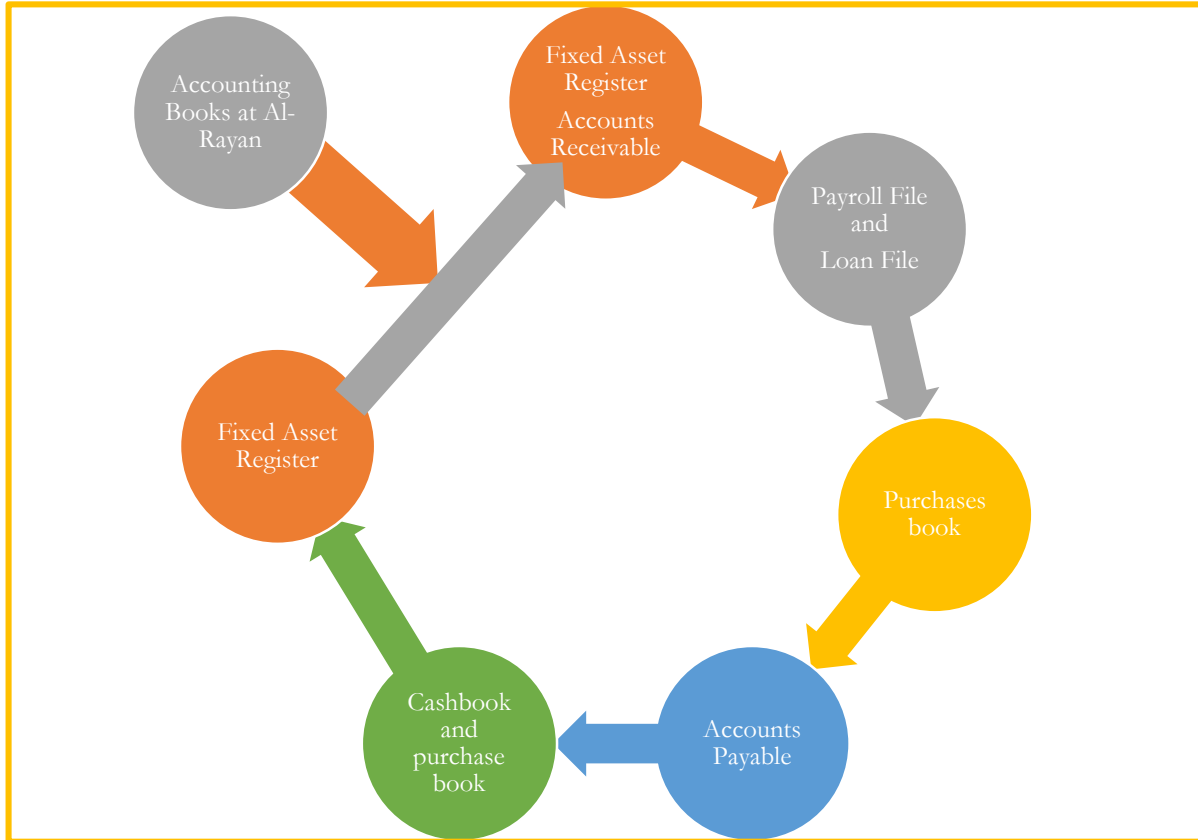 Accounting
Books at Al-
Rayan
Fixed Asset
Register
Accounts
Receivable
Payroll File
and
Loan File
Purchases
book
Accounts
Payable
Cashbook
and
purchase
book
Fixed Asset
Register